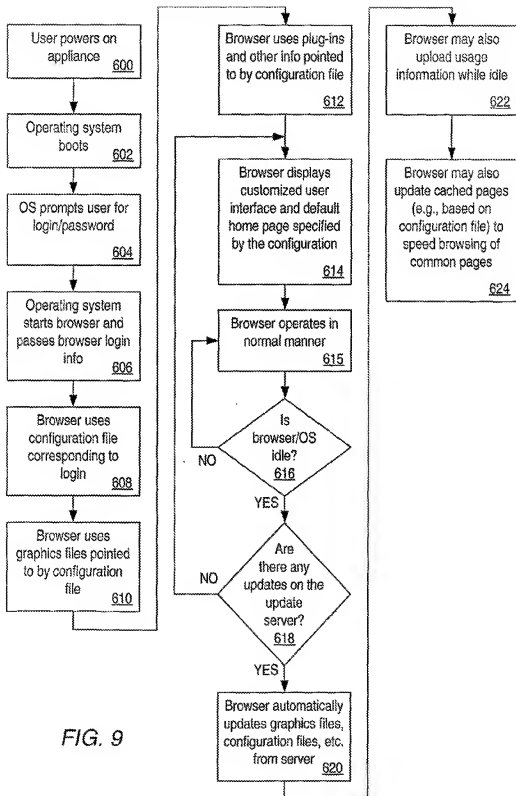 User powers on
appliance
600
Operating system
boots
602
OS prompts user for
login/password
604
Operating system
starts browser and
passes browser login
info
606
Browser uses
configuration file
corresponding to
login
608
Browser uses
graphics files pointed
to by configuration
file
610
Browser uses plug-ins
and other info pointed
to by configuration file
612
Browser displays
customized user
interface and default
home page specified
by the configuration
614
Browser operates in
normal manner
615
Is
browser/OS
idle?
616
NO
YES
Are
there any
updates on the
update
server?
618
NO
YES
Browser automatically
updates graphics files,
configuration files, etc.
from server
620
Browser may also
upload usage
information while idle
622
Browser may also
update cached pages
(e.g., based on
configuration file) to
speed browsing of
common pages
624
FIG. 9